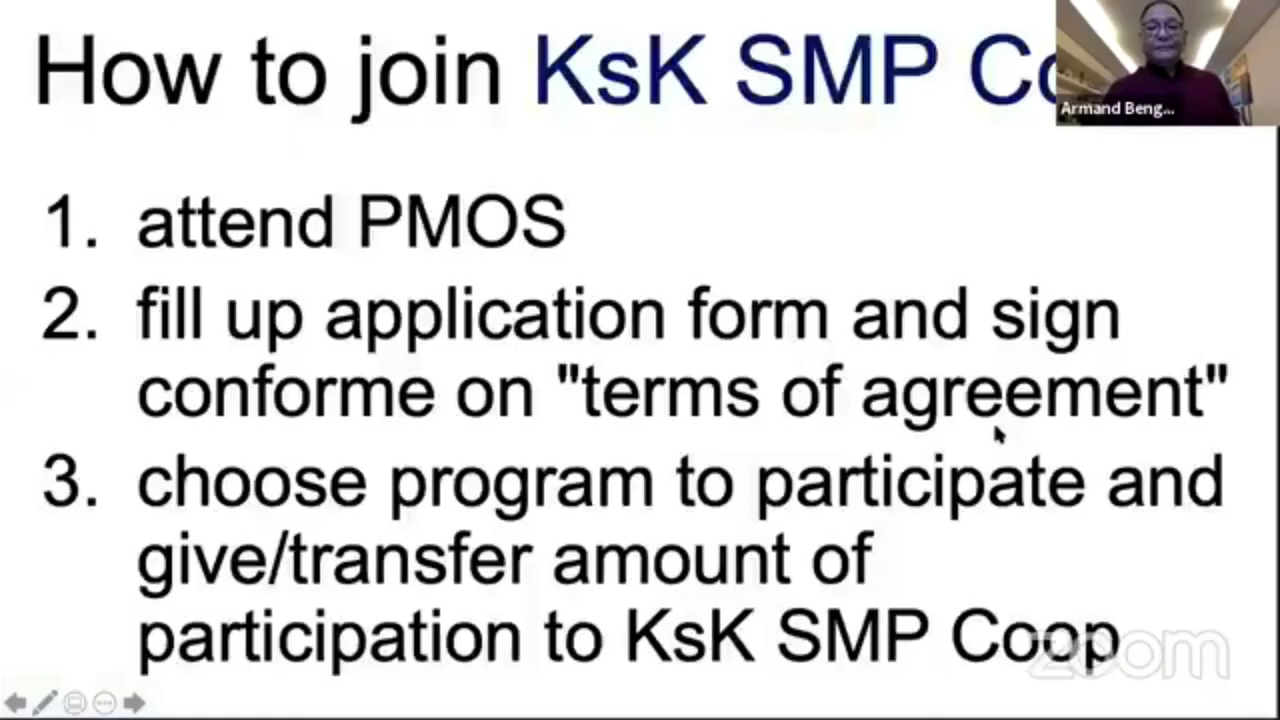 How to join KsK SMP Co
Armand Beng...
1. attend PMOS
2. fill up application form and sign
conforme on "terms of agreement"
3. choose program to participate and
give/transfer amount of
participation to KsK SMP Coop
zoom